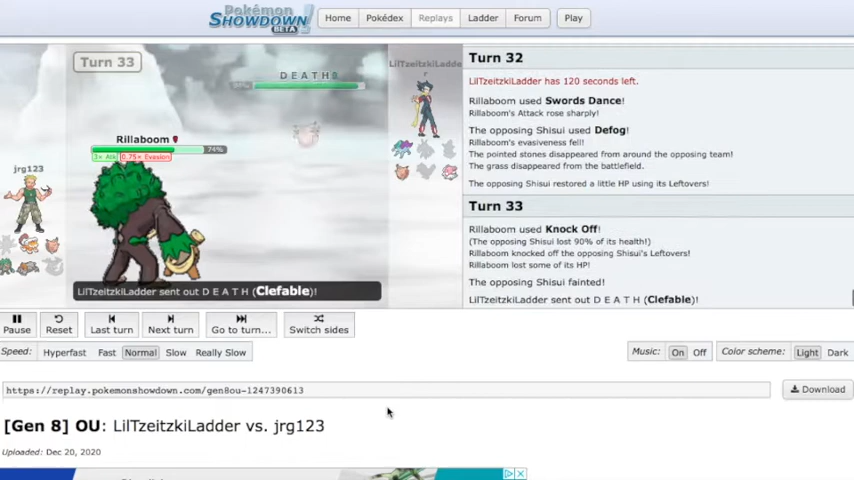 Pokémon
SHOWDOWN!
BETA
Home
Pokédex
Replays
Ladder
Forum
Play
Turn 33
DEATH
LilTzeitzkiLadde
r
Rillaboom
74%
3× Atk
0.75× Evasion
jrg123
LilTzeitzkiLadder sent out D E A T H (Clefable)!
Turn 32
LilTzeitzkiLadder has 120 seconds left.
Rillaboom used Swords Dance!
Rillaboom's Attack rose sharply!
The opposing Shisui used Defog!
Rillaboom's evasiveness fell!
The pointed stones disappeared from around the opposing team!
The grass disappeared from the battlefield.
The opposing Shisui restored a little HP using its Leftovers!
Turn 33
Rillaboom used Knock Off!
(The opposing Shisui lost 90% of its health!)
Rillaboom knocked off the opposing Shisui's Leftovers!
Rillaboom lost some of its HP!
The opposing Shisui fainted!
LilTzeitzkiLadder sent out D E A T H (Clefable)!
Pause
Reset
Last turn
Next turn
Go to turn...
Switch sides
Speed:
Hyperfast
Fast
Normal
Slow
Really Slow
Music:
On
Off
Color scheme:
Light
Dark
https://replay.pokemonshowdown.com/gen8ou-1247390613
Download
[Gen 8] OU: LilTzeitzkiLadder vs. jrg123
Uploaded: Dec 20, 2020